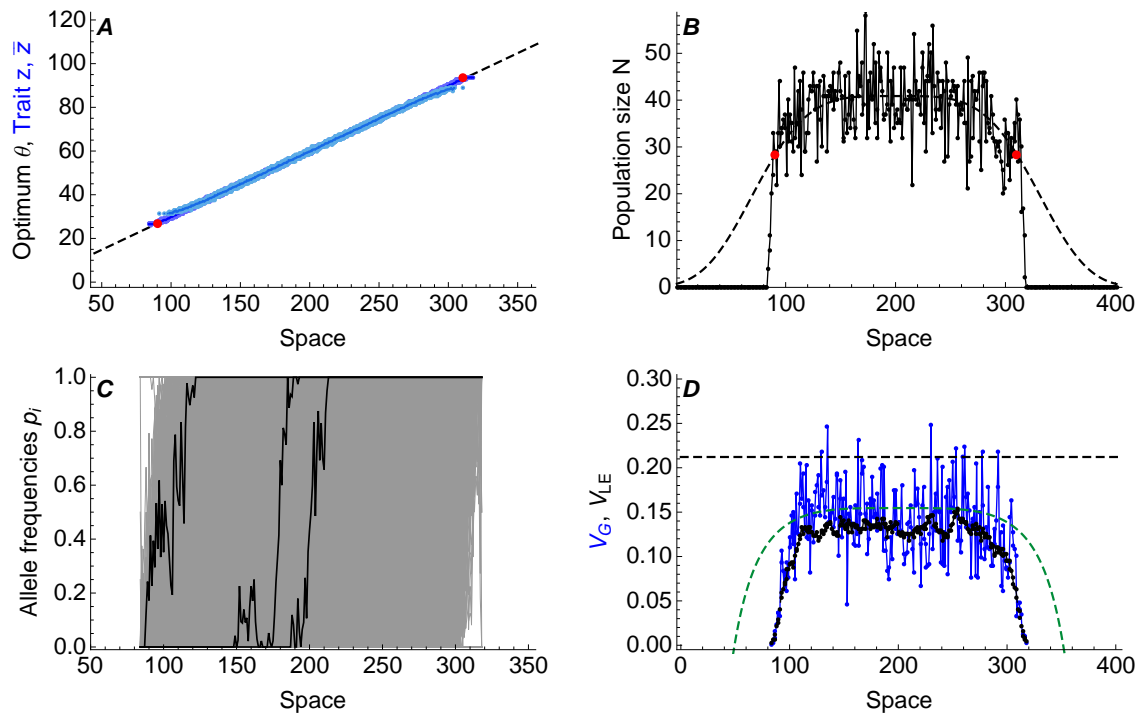 A
Optimum θ, Trait z, z̅
120
100
80
60
40
20
0
50 100 150 200 250 300 350
Space
B
Population size N
50
40
30
20
10
0
100 200 300 400
Space
C
Allele frequencies pᵢ
1.0
0.8
0.6
0.4
0.2
0.0
50 100 150 200 250 300 350
Space
D
V_G, V_LE
0.30
0.25
0.20
0.15
0.10
0.05
0.00
0 100 200 300 400
Space